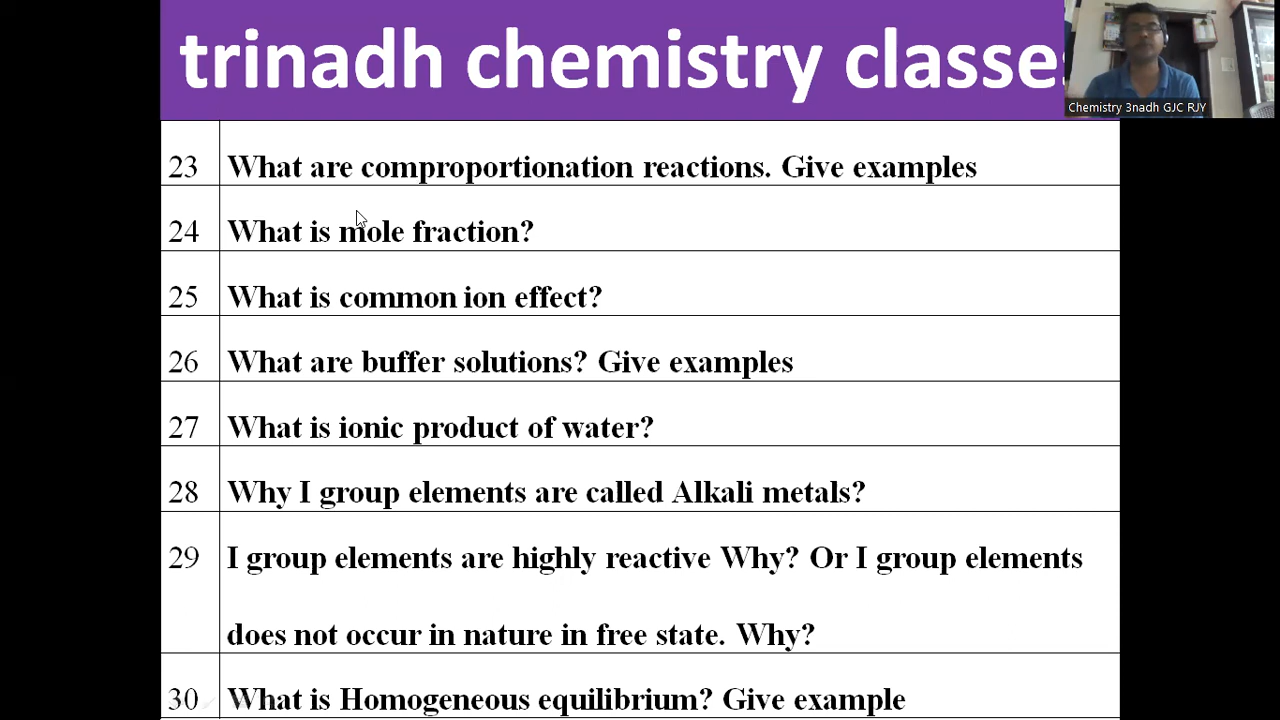 trinadh chemistry classes
Chemistry 3nadh GJC RJY
23 What are comproportionation reactions. Give examples
24 What is mole fraction?
25 What is common ion effect?
26 What are buffer solutions? Give examples
27 What is ionic product of water?
28 Why I group elements are called Alkali metals?
29 I group elements are highly reactive Why? Or I group elements
does not occur in nature in free state. Why?
30 What is Homogeneous equilibrium? Give example